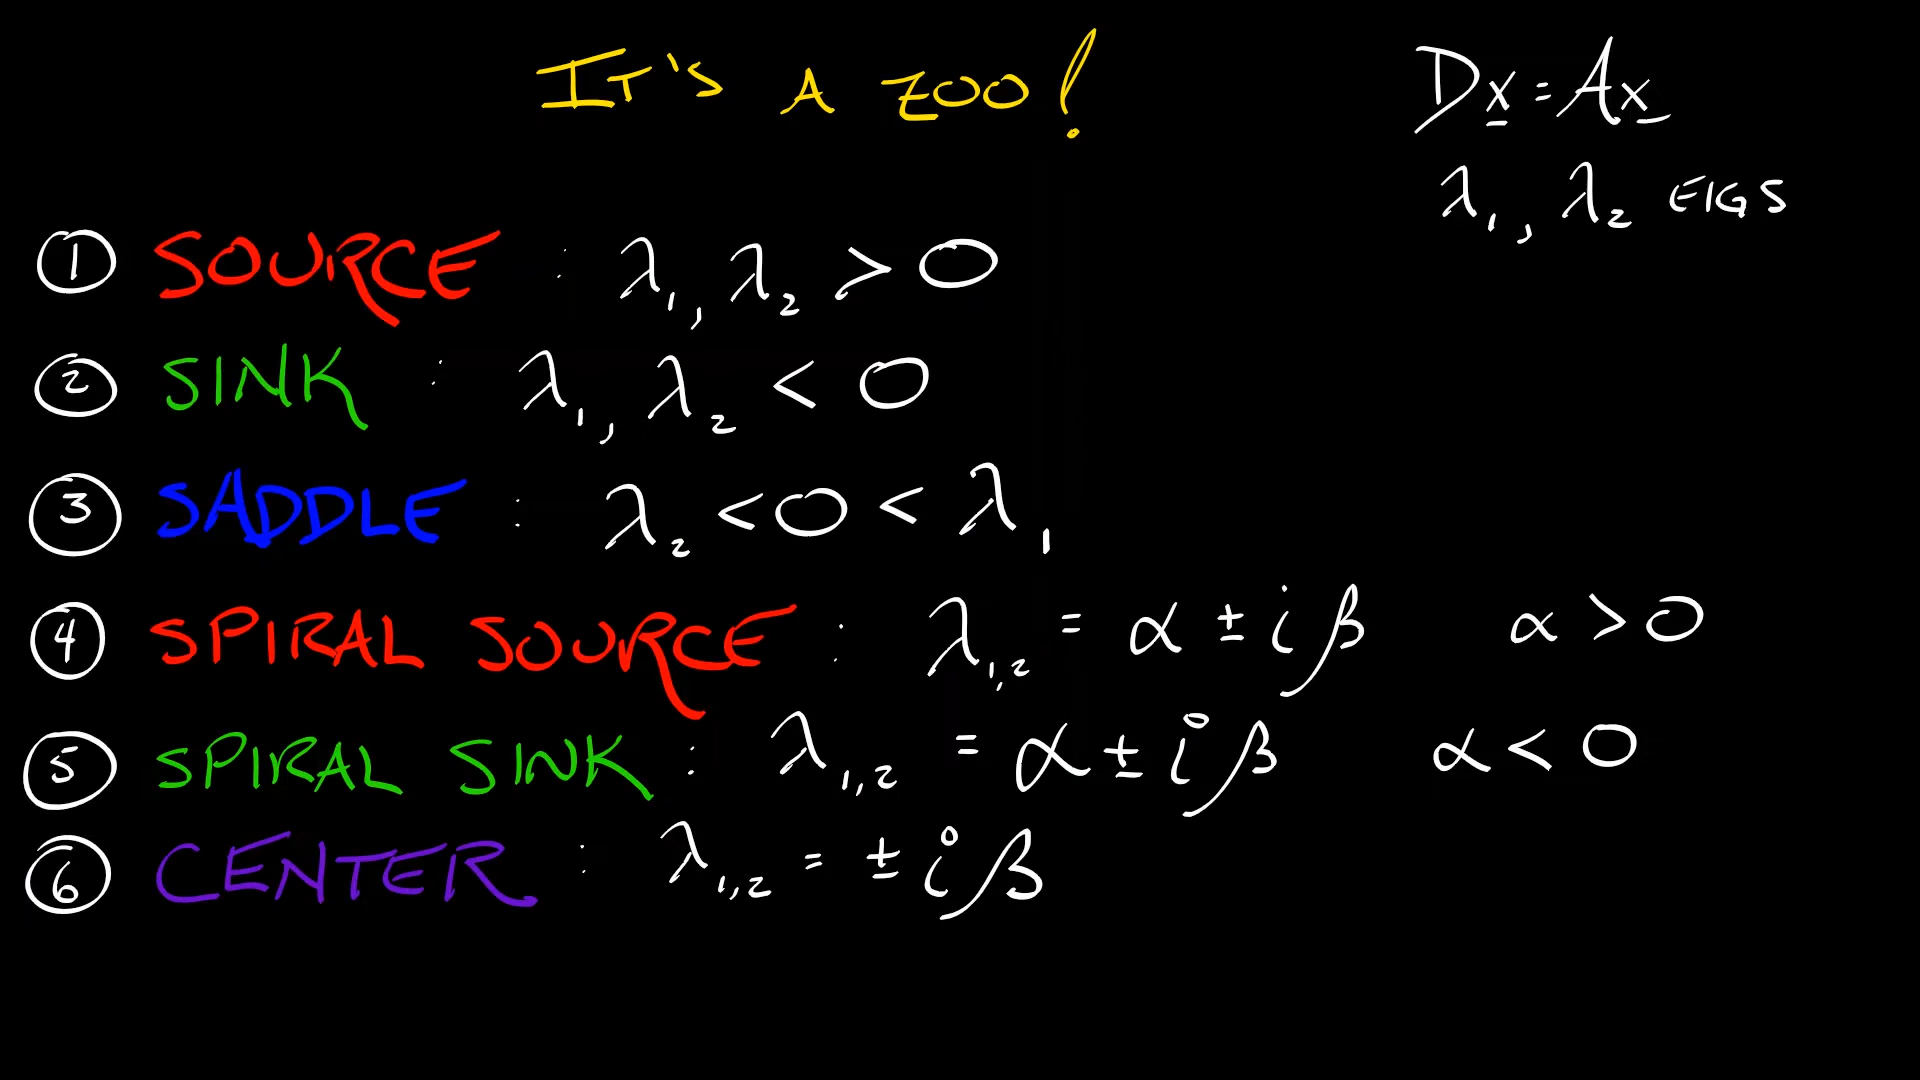 IT'S A ZOO!
Dx = Ax
λ₁, λ₂ EIGS
① SOURCE : λ₁, λ₂ > 0
② SINK : λ₁, λ₂ < 0
③ SADDLE : λ₂ < 0 < λ₁
④ SPIRAL SOURCE : λ₁,₂ = α ± iβ α > 0
⑤ SPIRAL SINK : λ₁,₂ = α ± iβ α < 0
⑥ CENTER : λ₁,₂ = ± iβ